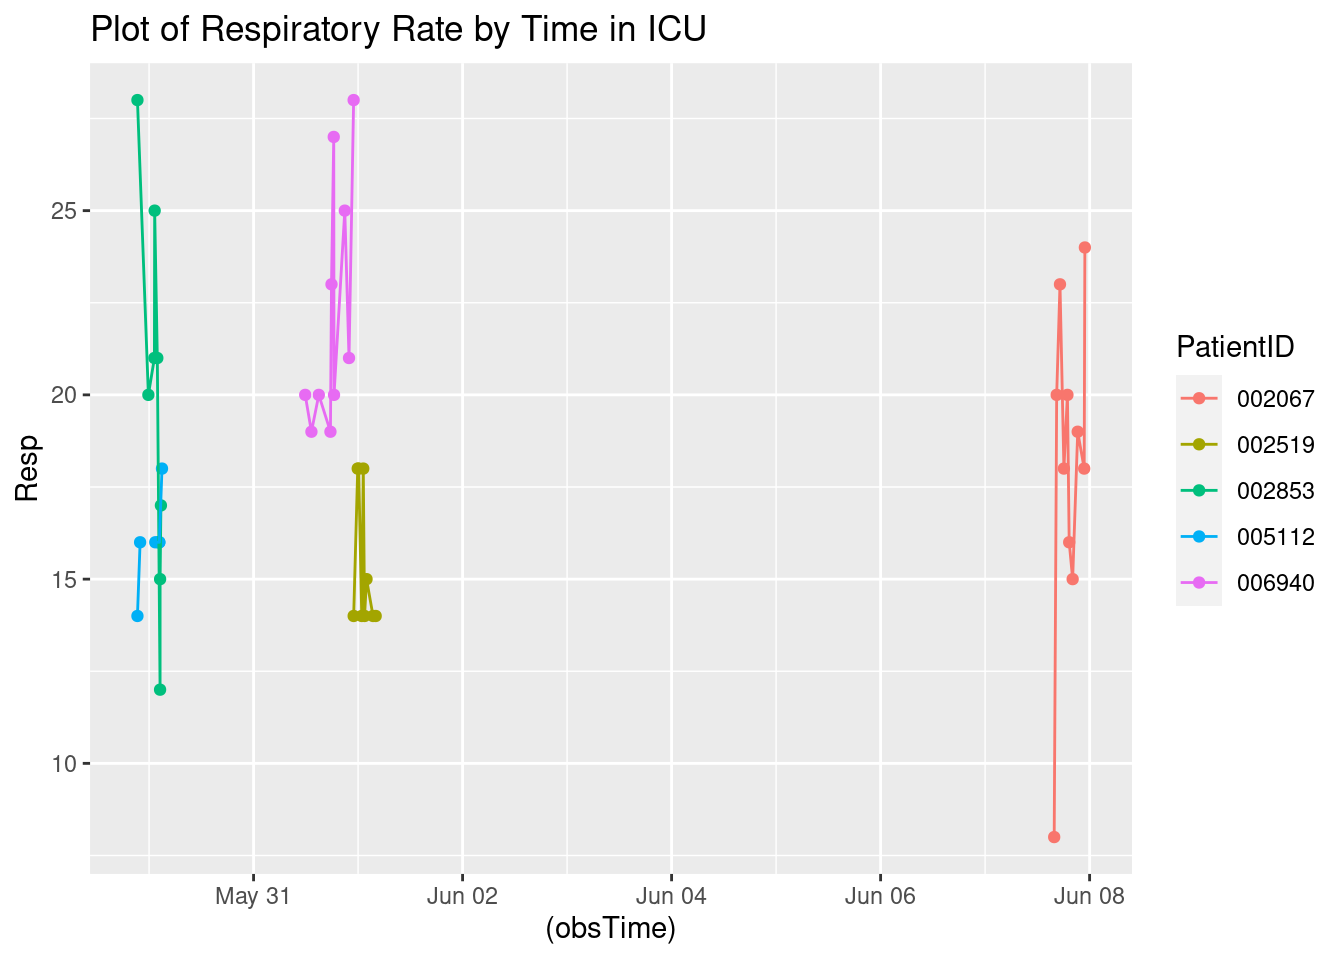 Plot of Respiratory Rate by Time in ICU
Resp
25
20
15
10
May 31
Jun 02
Jun 04
Jun 06
Jun 08
(obsTime)
PatientID
002067
002519
002853
005112
006940